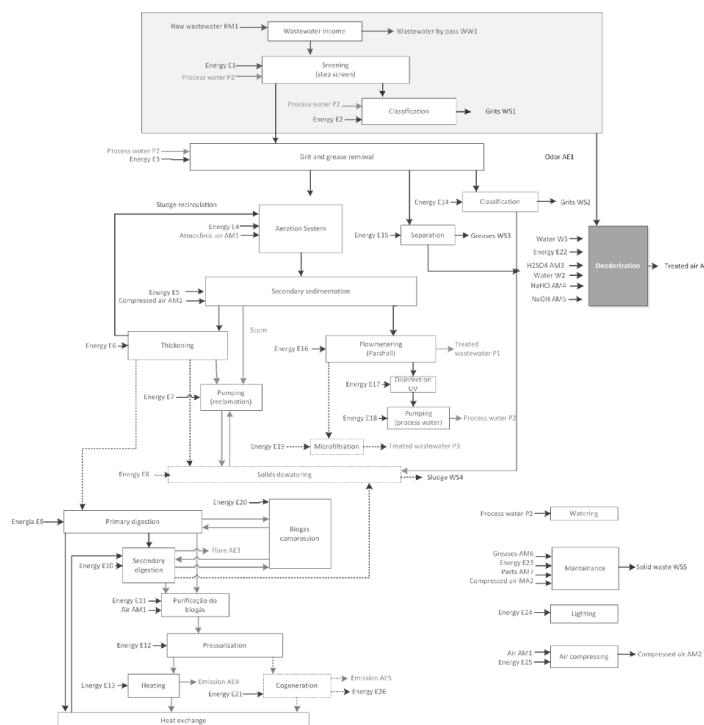 Raw wastewater RM1
Wastewater income
Wastewater by pass WW1
Energy E1
Process water P2
Sreening
(step screen)
Process water P2
Energy E2
Classification
Grits WS1
Process water P2
Energy E3
Grit and grease removal
Odor AE1
Energy E14
Classification
Grits WS2
Sludge recirculation
Energy E4
Atmosferic air AM1
Aeration System
Energy E15
Separation
Greases WS3
Water W3
Energy E22
H2SO4 AM3
Water W2
NaHCl AM4
NaOH AM5
Deodorization
Treated air A
Energy E5
Compressed air AM2
Secondary sedimentation
Scum
Energy E6
Thickening
Energy E16
Flowmetering
(Parshall)
Treated
wastewater P1
Energy E7
Pumping
(reclamation)
Energy E17
Disinfection
UV
Energy E18
Pumping
(process water)
Process water P2
Energy E19
Microfiltration
Treated wastewater P3
Energy E8
Solids dewatering
Sludge WS4
Energia E9
Primary digestion
Energy E20
Biogas
compression
Flare AE3
Energy E10
Secondary
digestion
Energy E11
Air AM1
Purificação do
biogás
Energy E12
Pressurization
Energy E13
Heating
Emission AE4
Energy E21
Cogeneration
Emission AE5
Energy E26
Heat exchange
Process water P2
Watering
Greases AM6
Energy E23
Parts AM7
Compressed air MA2
Mantainance
Solid waste WS5
Energy E24
Lighting
Air AM1
Energy E25
Air compressing
Compressed air AM2